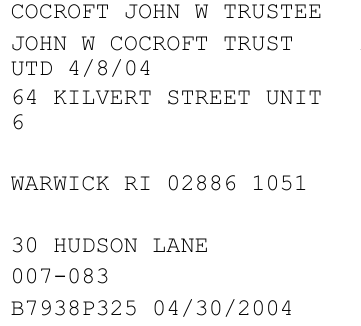 COCROFT JOHN W TRUSTEE
JOHN W COCROFT TRUST
UTD 4/8/04
64 KILVERT STREET UNIT
6
WARWICK RI 02886 1051
30 HUDSON LANE
007-083
B7938P325 04/30/2004